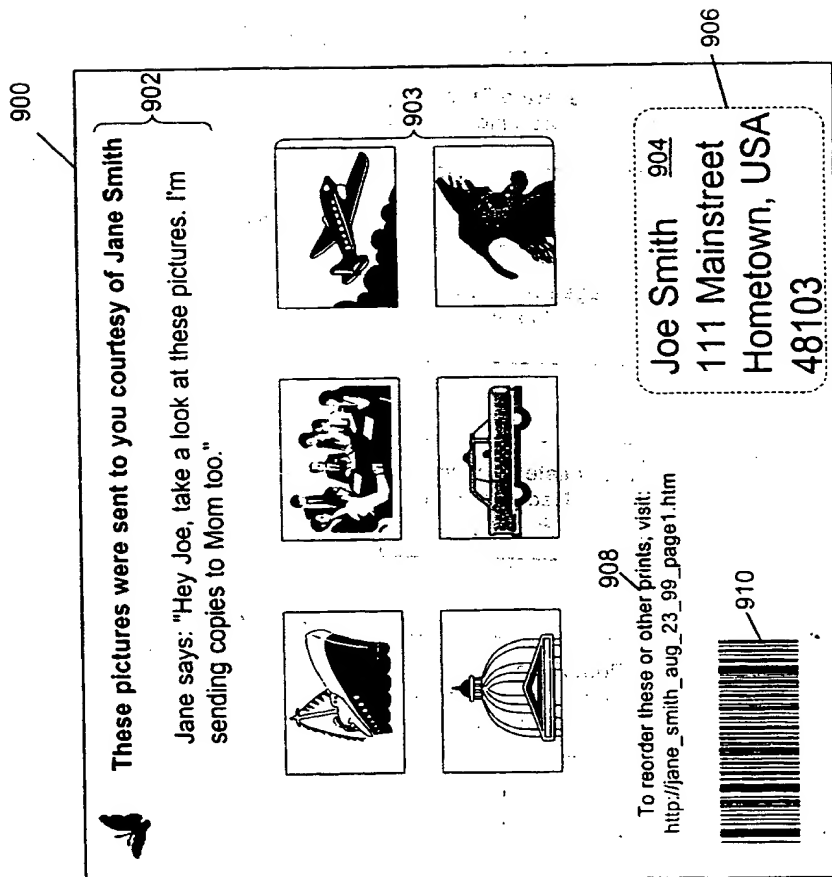 900
These pictures were sent to you courtesy of Jane Smith
902
Jane says: "Hey Joe, take a look at these pictures. I'm
sending copies to Mom too."
903
To reorder these or other prints, visit:
http://jane_smith_aug_23_99_page1.htm
908
910
Joe Smith 904
111 Mainstreet
Hometown, USA
48103
906